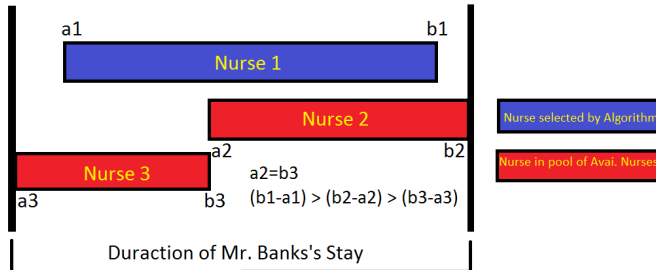 a1 b1
Nurse 1
Nurse selected by Algorithm
Nurse 2
a2 b2
Nurse in pool of Avai. Nurses
Nurse 3
a2=b3
a3 b3
(b1-a1) > (b2-a2) > (b3-a3)
Duraction of Mr. Banks's Stay